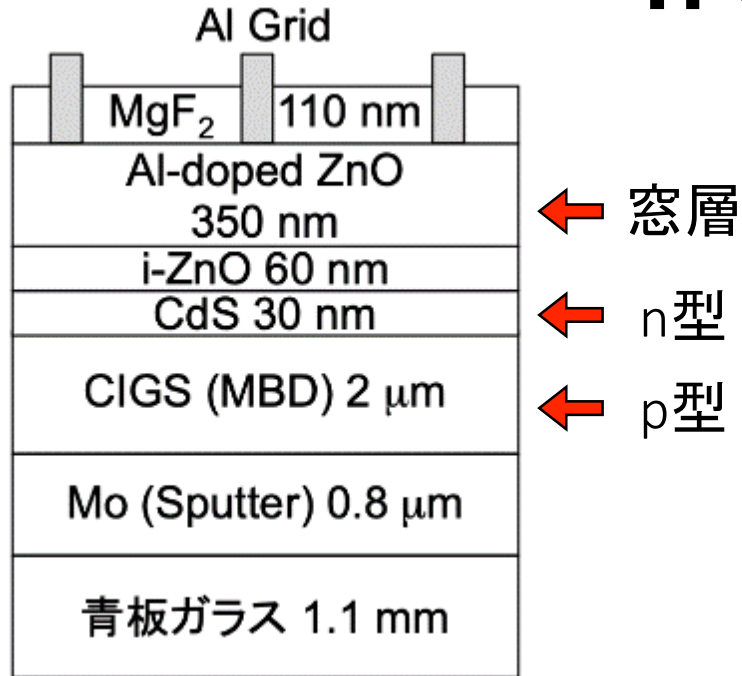 Al Grid
MgF₂ 110 nm
Al-doped ZnO
350 nm
窓層
i-ZnO 60 nm
CdS 30 nm
n型
CIGS (MBD) 2 μm
p型
Mo (Sputter) 0.8 μm
青板ガラス 1.1 mm